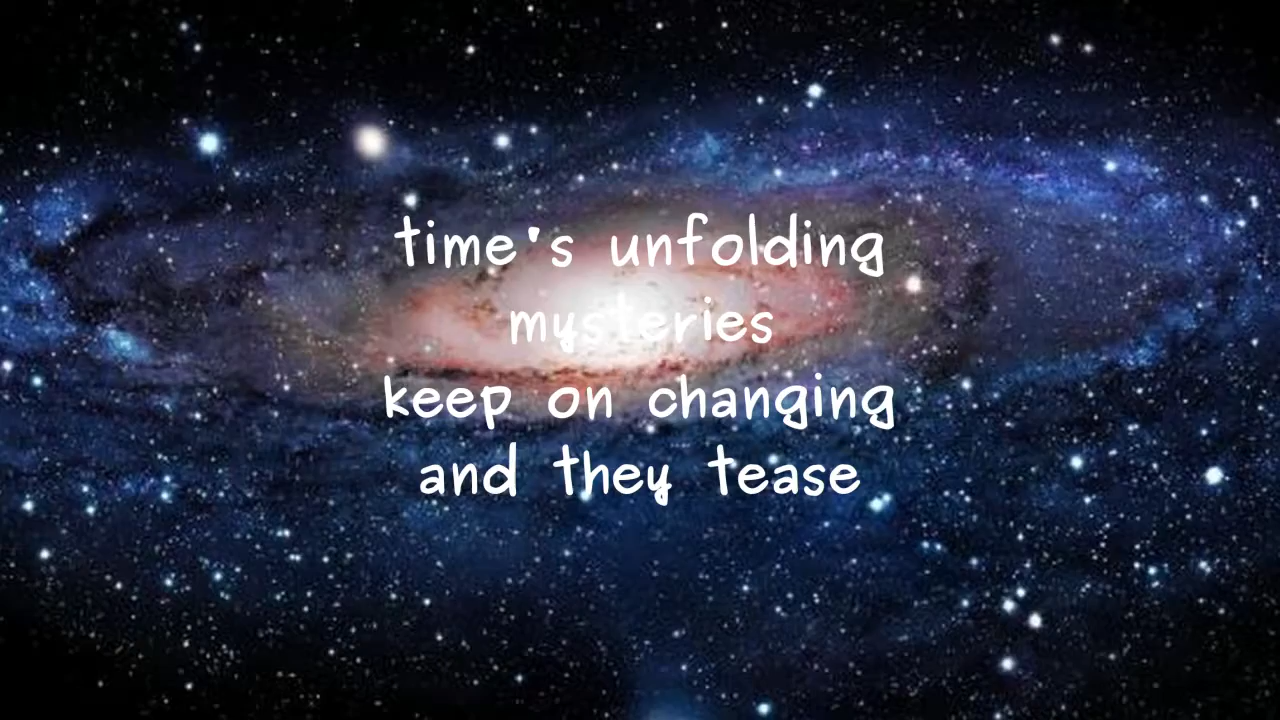 time's unfolding
mysteries
keep on changing
and they tease